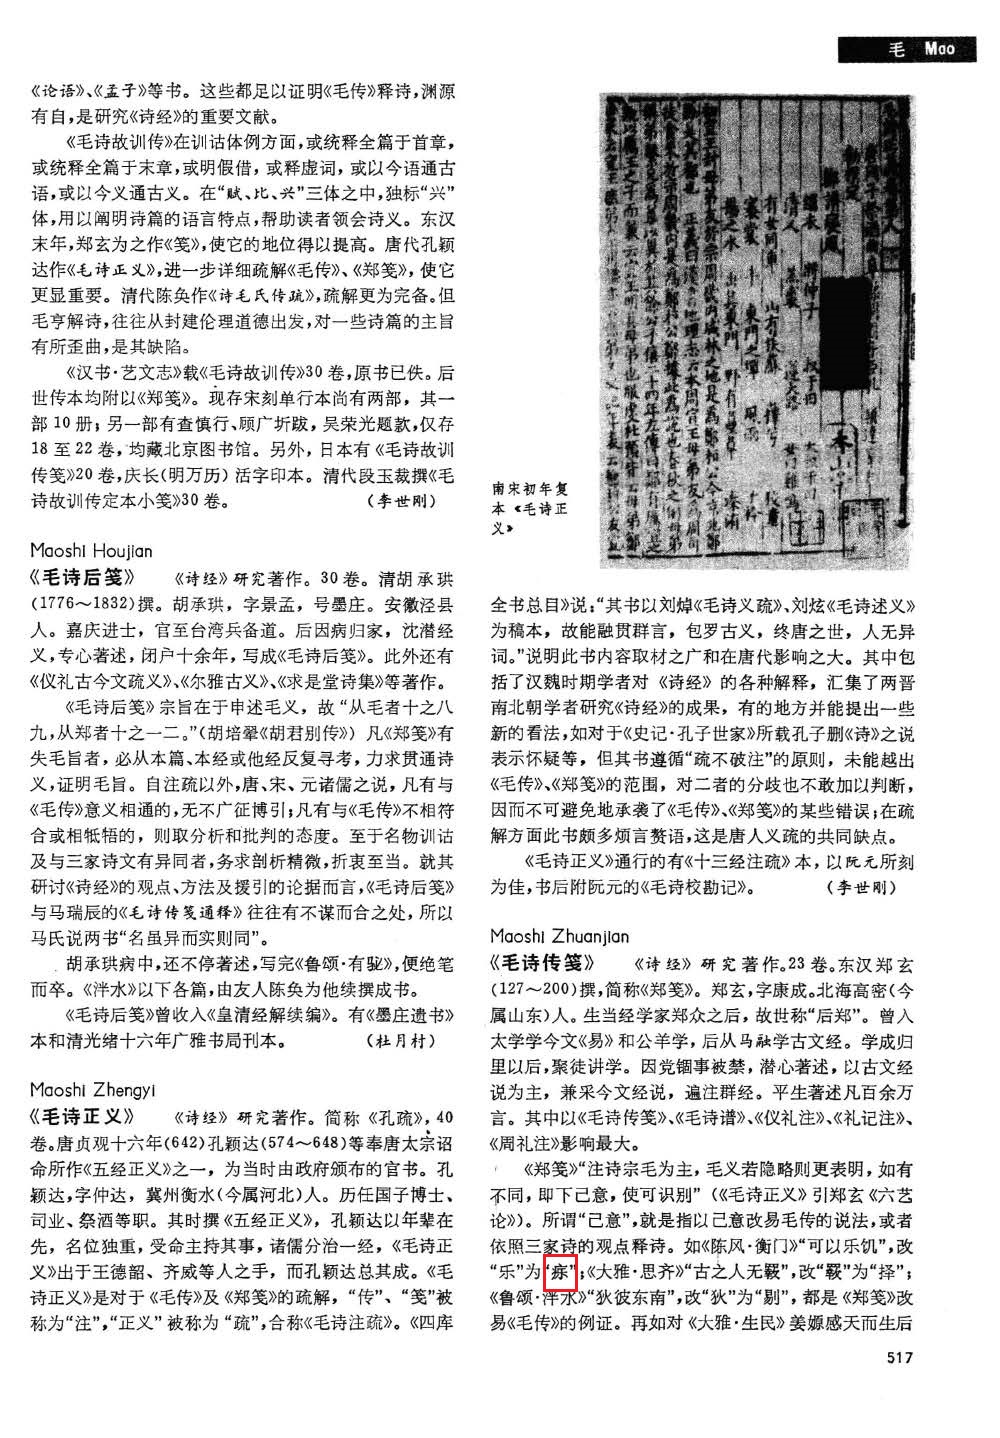 毛 Mao
《论语》、《孟子》等书。这些都足以证明《毛传》释诗,渊源
有自,是研究《诗经》的重要文献。
《毛诗故训传》在训诂体例方面,或统释全篇于首章,
或统释全篇于末章,或明假借,或释虚词,或以今语通古
语,或以今义通古义。在“赋、比、兴”三体之中,独标“兴”
体,用以阐明诗篇的语言特点,帮助读者领会诗义。东汉
末年,郑玄为之作《笺》,使它的地位得以提高。唐代孔颖
达作《毛诗正义》,进一步详细疏解《毛传》、《郑笺》,使它
更显重要。清代陈奂作《诗毛氏传疏》,疏解更为完备。但
毛亨解诗,往往从封建伦理道德出发,对一些诗篇的主旨
有所歪曲,是其缺陷。
《汉书·艺文志》载《毛诗故训传》30卷,原书已佚。后
世传本均附以《郑笺》。现存宋刻单行本尚有两部,其一
部10册;另一部有查慎行、顾广圻跋,吴荣光题款,仅存
18至22卷,均藏北京图书馆。另外,日本有《毛诗故训
传笺》20卷,庆长(明万历)活字印本。清代段玉裁撰《毛
诗故训传定本小笺》30卷。 (李世刚)
Maoshi Houjian
《毛诗后笺》 《诗经》研究著作。30卷。清胡承珙
(1776～1832)撰。胡承珙,字景孟,号墨庄。安徽泾县
人。嘉庆进士,官至台湾兵备道。后因病归家,沈潜经
义,专心著述,闭户十余年,写成《毛诗后笺》。此外还有
《仪礼古今文疏义》、《尔雅古义》、《求是堂诗集》等著作。
《毛诗后笺》宗旨在于申述毛义,故“从毛者十之八
九,从郑者十之一二。”(胡培翚《胡君别传》)凡《郑笺》有
失毛旨者,必从本篇、本经或他经反复寻考,力求贯通诗
义,证明毛旨。自注疏以外,唐、宋、元诸儒之说,凡有与
《毛传》意义相通的,无不广征博引;凡有与《毛传》不相符
合或相牴牾的,则取分析和批判的态度。至于名物训诂
及与三家诗文有异同者,务求剖析精微,折衷至当。就其
研讨《诗经》的观点、方法及援引的论据而言,《毛诗后笺》
与马瑞辰的《毛诗传笺通释》往往有不谋而合之处,所以
马氏说两书“名虽异而实则同”。
胡承珙病中,还不停著述,写完《鲁颂·有駜》,便绝笔
而卒。《泮水》以下各篇,由友人陈奂为他续撰成书。
《毛诗后笺》曾收入《皇清经解续编》。有《墨庄遗书》
本和清光绪十六年广雅书局刊本。 (杜月村)
Maoshi Zhengyi
《毛诗正义》 《诗经》研究著作。简称《孔疏》,40
卷。唐贞观十六年(642)孔颖达(574～648)等奉唐太宗诏
命所作《五经正义》之一,为当时由政府颁布的官书。孔
颖达,字仲达,冀州衡水(今属河北)人。历任国子博士、
司业、祭酒等职。其时撰《五经正义》,孔颖达以年辈在
先,名位独重,受命主持其事,诸儒分治一经,《毛诗正
义》出于王德韶、齐威等人之手,而孔颖达总其成。《毛
诗正义》是对于《毛传》及《郑笺》的疏解,“传”、“笺”被
称为“注”,“正义”被称为“疏”,合称《毛诗注疏》。《四库
南宋初年复
本《毛诗正
义》
全书总目》说:“其书以刘焯《毛诗义疏》、刘炫《毛诗述义》
为稿本,故能融贯群言,包罗古义,终唐之世,人无异
词。”说明此书内容取材之广和在唐代影响之大。其中包
括了汉魏时期学者对《诗经》的各种解释,汇集了两晋
南北朝学者研究《诗经》的成果,有的地方并能提出一些
新的看法,如对于《史记·孔子世家》所载孔子删《诗》之说
表示怀疑等,但其书遵循“疏不破注”的原则,未能越出
《毛传》、《郑笺》的范围,对二者的分歧也不敢加以判断,
因而不可避免地承袭了《毛传》、《郑笺》的某些错误;在疏
解方面此书颇多烦言赘语,这是唐人义疏的共同缺点。
《毛诗正义》通行的有《十三经注疏》本,以阮元所刻
为佳,书后附阮元的《毛诗校勘记》。 (李世刚)
Maoshi Zhuanjian
《毛诗传笺》 《诗经》研究著作。23卷。东汉郑玄
(127～200)撰,简称《郑笺》。郑玄,字康成。北海高密(今
属山东)人。生当经学家郑众之后,故世称“后郑”。曾入
太学学今文《易》和公羊学,后从马融学古文经。学成归
里以后,聚徒讲学。因党锢事被禁,潜心著述,以古文经
说为主,兼采今文经说,遍注群经。平生著述凡百余万
言。其中以《毛诗传笺》、《毛诗谱》、《仪礼注》、《礼记注》、
《周礼注》影响最大。
《郑笺》“注诗宗毛为主,毛义若隐略则更表明,如有
不同,即下己意,使可识别”(《毛诗正义》引郑玄《六艺
论》)。所谓“己意”,就是指以己意改易毛传的说法,或者
依照三家诗的观点释诗。如《陈风·衡门》“可以乐饥”,改
“乐”为“”;《大雅·思齐》“古之人无斁”,改“斁”为“择”;
《鲁颂·泮水》“狄彼东南”,改“狄”为“剔”,都是《郑笺》改
易《毛传》的例证。再如对《大雅·生民》姜嫄感天而生后
517